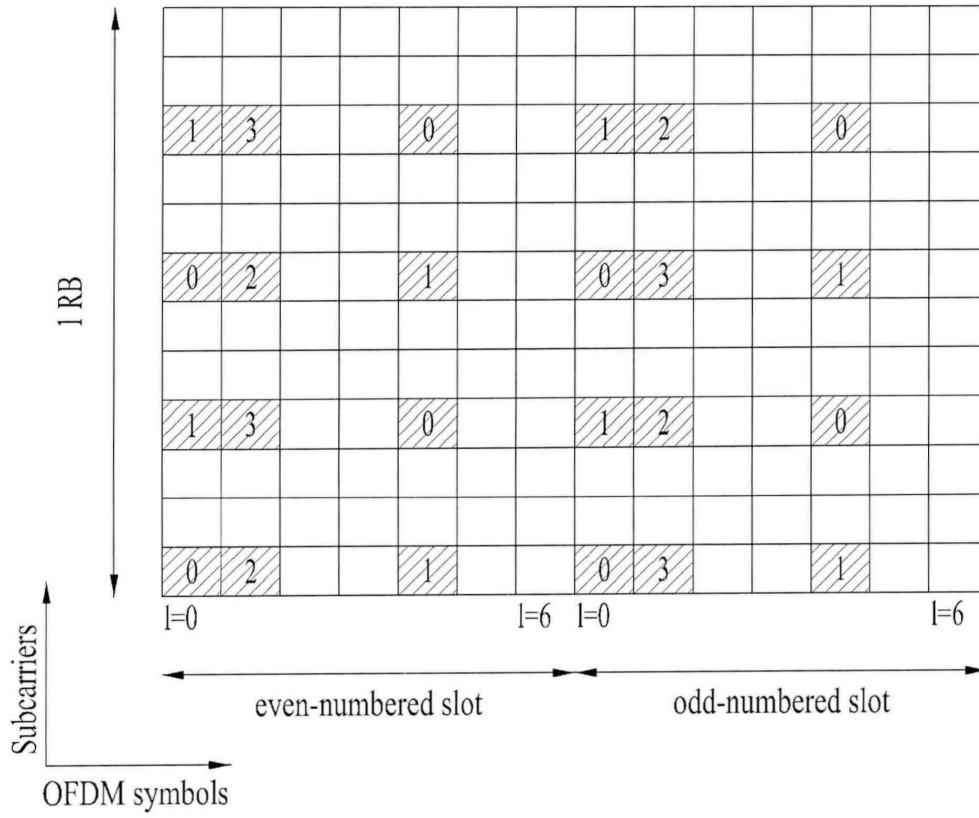 1 3 0 1 2 0
0 2 1 0 3 1
1 RB
1 3 0 1 2 0
0 2 1 0 3 1
l=0 l=6 l=0 l=6
even-numbered slot odd-numbered slot
Subcarriers
OFDM symbols